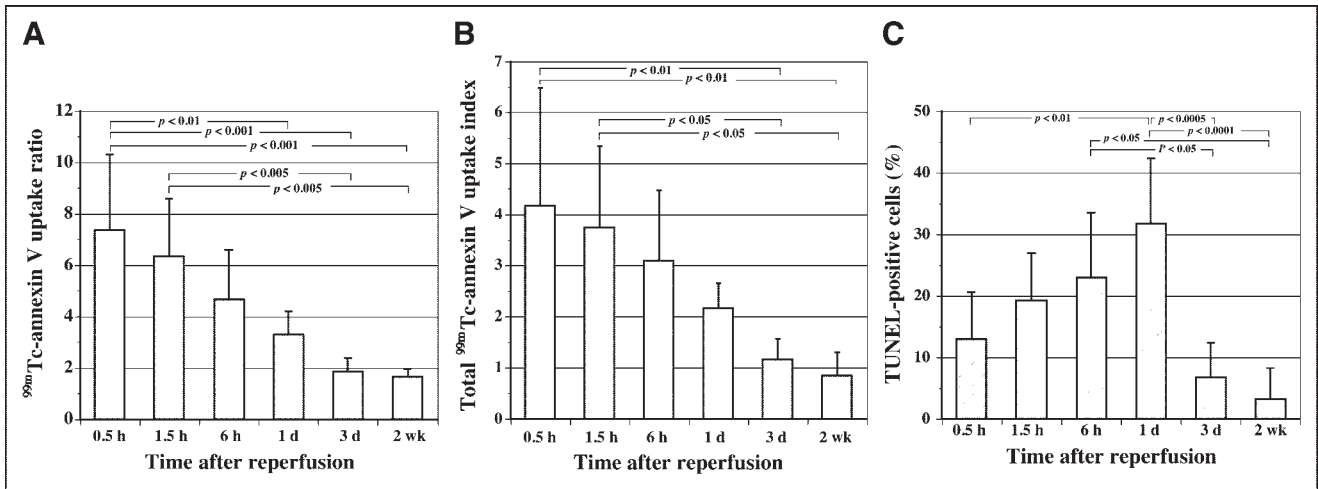 A
99mTc-annexin V uptake ratio
12
10
8
6
4
2
0
p < 0.01
p < 0.001
p < 0.001
p < 0.005
p < 0.005
0.5 h 1.5 h 6 h 1 d 3 d 2 wk
Time after reperfusion
B
Total 99mTc-annexin V uptake index
7
6
5
4
3
2
1
0
p < 0.01
p < 0.01
p < 0.05
p < 0.05
0.5 h 1.5 h 6 h 1 d 3 d 2 wk
Time after reperfusion
C
TUNEL-positive cells (%)
50
40
30
20
10
0
p < 0.01
p < 0.0005
p < 0.0001
p < 0.05
P < 0.05
0.5 h 1.5 h 6 h 1 d 3 d 2 wk
Time after reperfusion